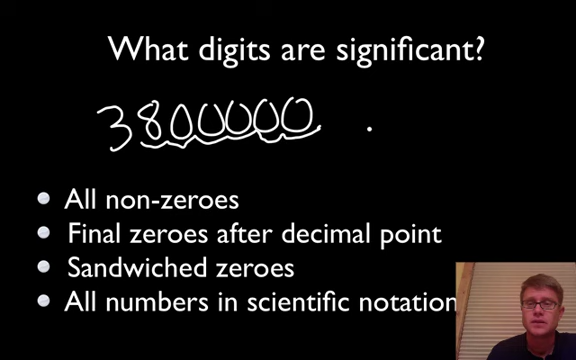 What digits are significant?
3800000
All non-zeroes
Final zeroes after decimal point
Sandwiched zeroes
All numbers in scientific notation